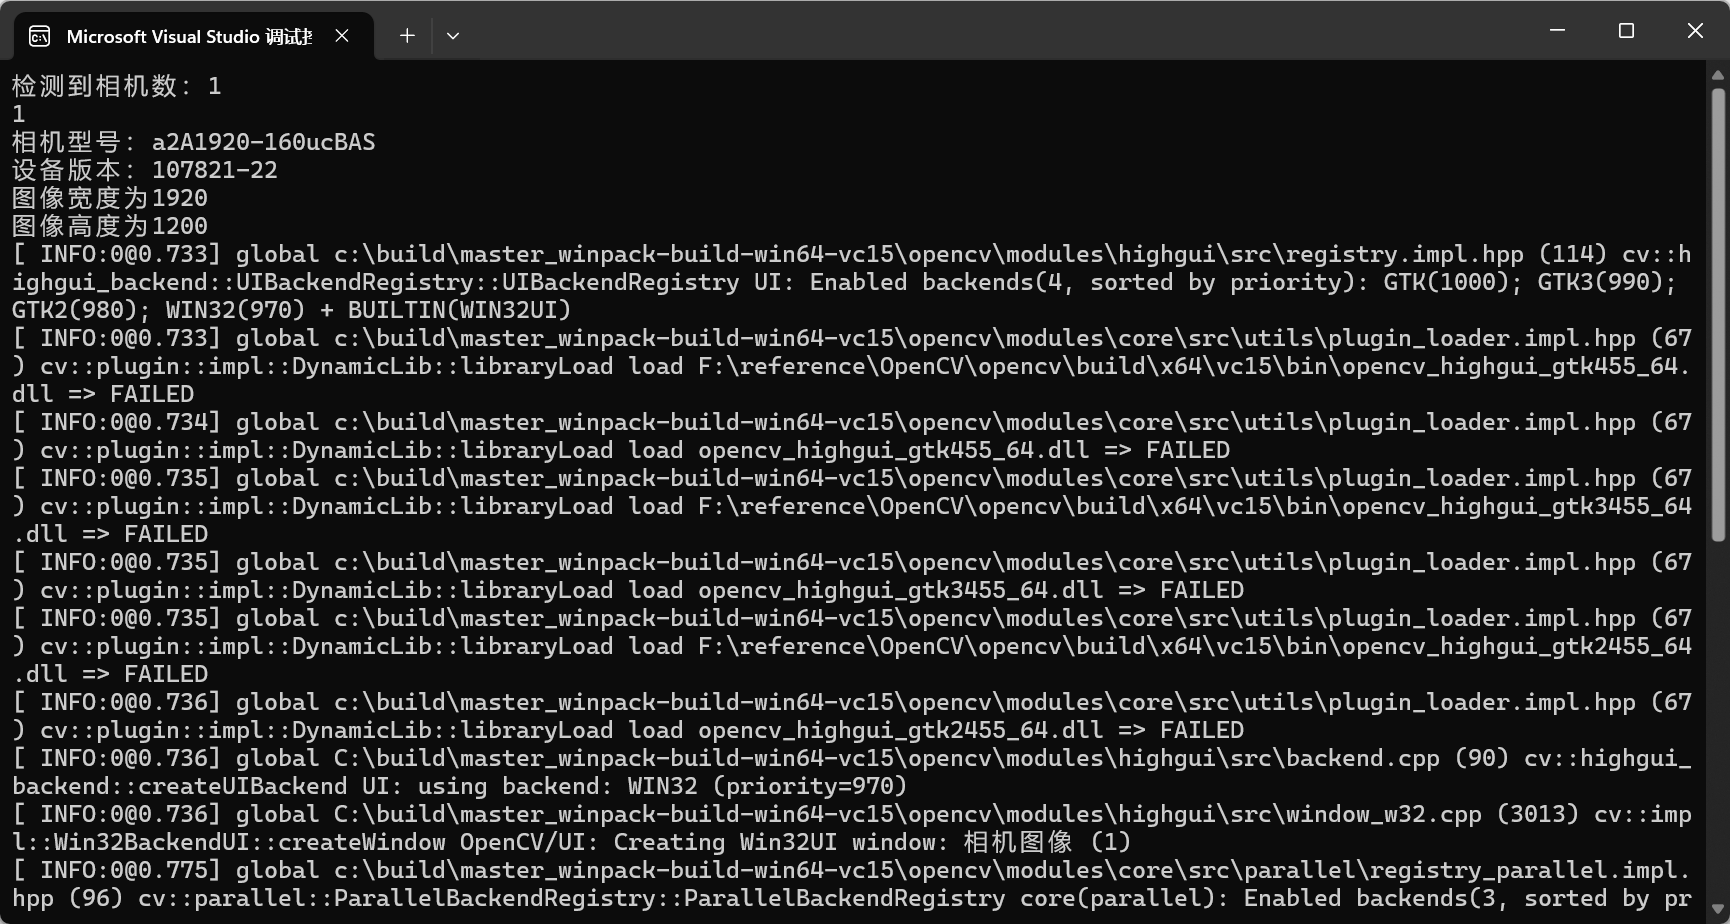 Microsoft Visual Studio 调试控
检测到相机数: 1
1
相机型号: a2A1920-160ucBAS
设备版本: 107821-22
图像宽度为1920
图像高度为1200
[ INFO:0@0.733] global c:\build\master_winpack-build-win64-vc15\opencv\modules\highgui\src\registry.impl.hpp (114) cv::h
ighgui_backend::UIBackendRegistry::UIBackendRegistry UI: Enabled backends(4, sorted by priority): GTK(1000); GTK3(990);
GTK2(980); WIN32(970) + BUILTIN(WIN32UI)
[ INFO:0@0.733] global c:\build\master_winpack-build-win64-vc15\opencv\modules\core\src\utils\plugin_loader.impl.hpp (67
) cv::plugin::impl::DynamicLib::libraryLoad load F:\reference\OpenCV\opencv\build\x64\vc15\bin\opencv_highgui_gtk455_64.
dll => FAILED
[ INFO:0@0.734] global c:\build\master_winpack-build-win64-vc15\opencv\modules\core\src\utils\plugin_loader.impl.hpp (67
) cv::plugin::impl::DynamicLib::libraryLoad load opencv_highgui_gtk455_64.dll => FAILED
[ INFO:0@0.735] global c:\build\master_winpack-build-win64-vc15\opencv\modules\core\src\utils\plugin_loader.impl.hpp (67
) cv::plugin::impl::DynamicLib::libraryLoad load F:\reference\OpenCV\opencv\build\x64\vc15\bin\opencv_highgui_gtk3455_64
.dll => FAILED
[ INFO:0@0.735] global c:\build\master_winpack-build-win64-vc15\opencv\modules\core\src\utils\plugin_loader.impl.hpp (67
) cv::plugin::impl::DynamicLib::libraryLoad load opencv_highgui_gtk3455_64.dll => FAILED
[ INFO:0@0.735] global c:\build\master_winpack-build-win64-vc15\opencv\modules\core\src\utils\plugin_loader.impl.hpp (67
) cv::plugin::impl::DynamicLib::libraryLoad load F:\reference\OpenCV\opencv\build\x64\vc15\bin\opencv_highgui_gtk2455_64
.dll => FAILED
[ INFO:0@0.736] global c:\build\master_winpack-build-win64-vc15\opencv\modules\core\src\utils\plugin_loader.impl.hpp (67
) cv::plugin::impl::DynamicLib::libraryLoad load opencv_highgui_gtk2455_64.dll => FAILED
[ INFO:0@0.736] global C:\build\master_winpack-build-win64-vc15\opencv\modules\highgui\src\backend.cpp (90) cv::highgui_
backend::createUIBackend UI: using backend: WIN32 (priority=970)
[ INFO:0@0.736] global C:\build\master_winpack-build-win64-vc15\opencv\modules\highgui\src\window_w32.cpp (3013) cv::imp
l::Win32BackendUI::createWindow OpenCV/UI: Creating Win32UI window: 相机图像 (1)
[ INFO:0@0.775] global c:\build\master_winpack-build-win64-vc15\opencv\modules\core\src\parallel\registry_parallel.impl.
hpp (96) cv::parallel::ParallelBackendRegistry::ParallelBackendRegistry core(parallel): Enabled backends(3, sorted by pr